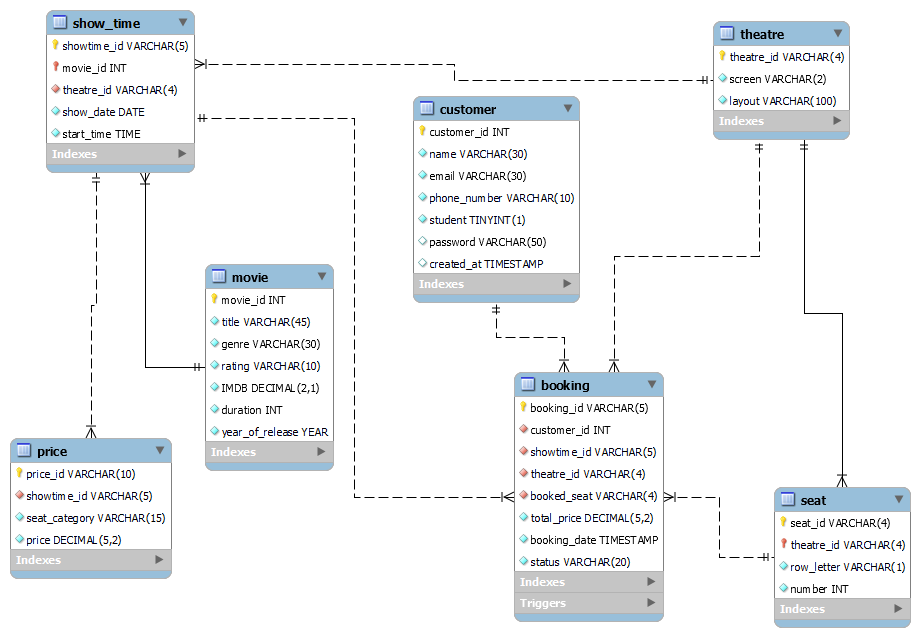 show_time
showtime_id VARCHAR(5)
movie_id INT
theatre_id VARCHAR(4)
show_date DATE
start_time TIME
Indexes
theatre
theatre_id VARCHAR(4)
screen VARCHAR(2)
layout VARCHAR(100)
Indexes
customer
customer_id INT
name VARCHAR(30)
email VARCHAR(30)
phone_number VARCHAR(10)
student TINYINT(1)
password VARCHAR(50)
created_at TIMESTAMP
Indexes
movie
movie_id INT
title VARCHAR(45)
genre VARCHAR(30)
rating VARCHAR(10)
IMDB DECIMAL(2,1)
duration INT
year_of_release YEAR
Indexes
booking
booking_id VARCHAR(5)
customer_id INT
showtime_id VARCHAR(5)
theatre_id VARCHAR(4)
booked_seat VARCHAR(4)
total_price DECIMAL(5,2)
booking_date TIMESTAMP
status VARCHAR(20)
Indexes
Triggers
price
price_id VARCHAR(10)
showtime_id VARCHAR(5)
seat_category VARCHAR(15)
price DECIMAL(5,2)
Indexes
seat
seat_id VARCHAR(4)
theatre_id VARCHAR(4)
row_letter VARCHAR(1)
number INT
Indexes